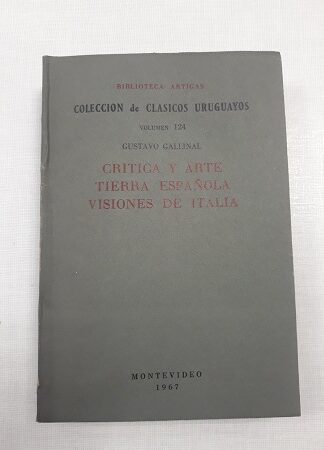 BIBLIOTECA ARTIGAS
COLECCION de CLASICOS URUGUAYOS
VOLUMEN 124
GUSTAVO GALLINAL
CRITICA Y ARTE
TIERRA ESPAÑOLA
VISIONES DE ITALIA
MONTEVIDEO
1967